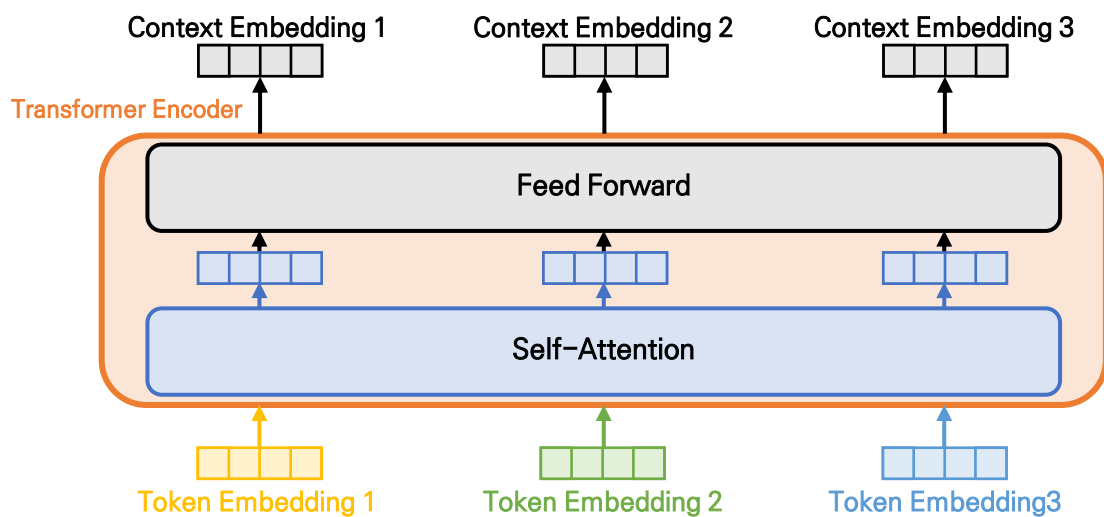 Context Embedding 1
Context Embedding 2
Context Embedding 3
Transformer Encoder
Feed Forward
Self-Attention
Token Embedding 1
Token Embedding 2
Token Embedding3